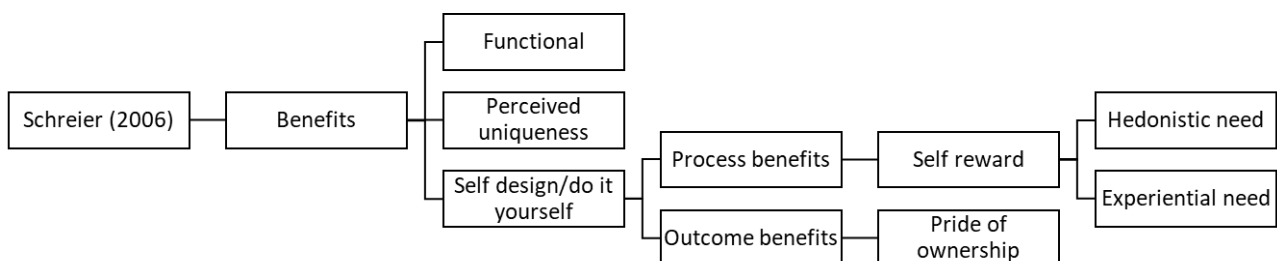 Schreier (2006)
Benefits
Functional
Perceived
uniqueness
Self design/do it
yourself
Process benefits
Outcome benefits
Self reward
Pride of
ownership
Hedonistic need
Experiential need